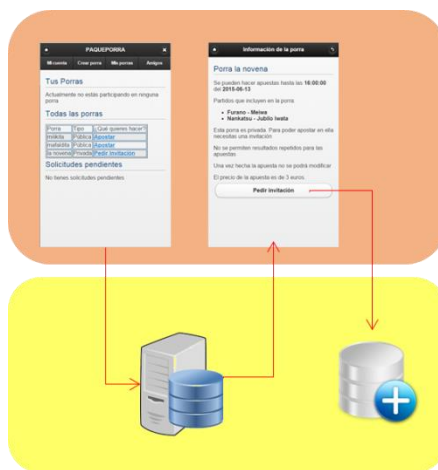 PAQUEPORRA
Mi cuenta Crear porra Mis porras Amigos
Tus Porras
Actualmente no estás participando en ninguna
porra
Todas las porras
Porra Tipo ¿Qué quieres hacer?
Pública Apostar
mafaldita Pública Apostar
la novena Privada Pedir invitación
Solicitudes pendientes
No tienes solicitudes pendientes
Información de la porra
Porra la novena
Se pueden hacer apuestas hasta las 16:00:00
del 2015-06-13
Partidos que incluyen en la porra
Furano - Meiwa
Nankatsu - Jubilo Iwata
Esta porra es privada. Para poder apostar en ella
necesitas una invitación
No se permiten resultados repetidos para las
apuestas
Una vez hecha la apuesta no se podrá modificar
El precio de la apuesta es de 3 euros.
Pedir invitación